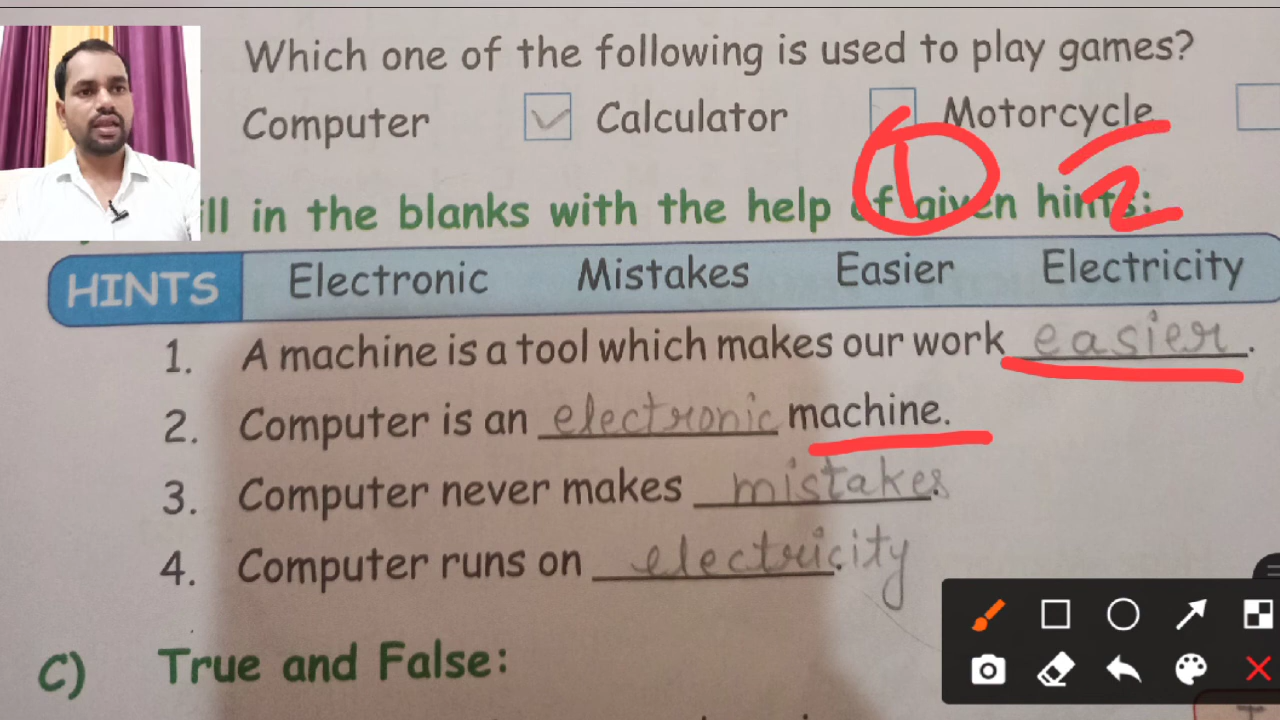 Which one of the following is used to play games?
Computer Calculator Motorcycle
ill in the blanks with the help of given hints:
1 2
HINTS Electronic Mistakes Easier Electricity
1. A machine is a tool which makes our work easier.
2. Computer is an electronic machine.
3. Computer never makes mistakes.
4. Computer runs on electricity.
C) True and False: